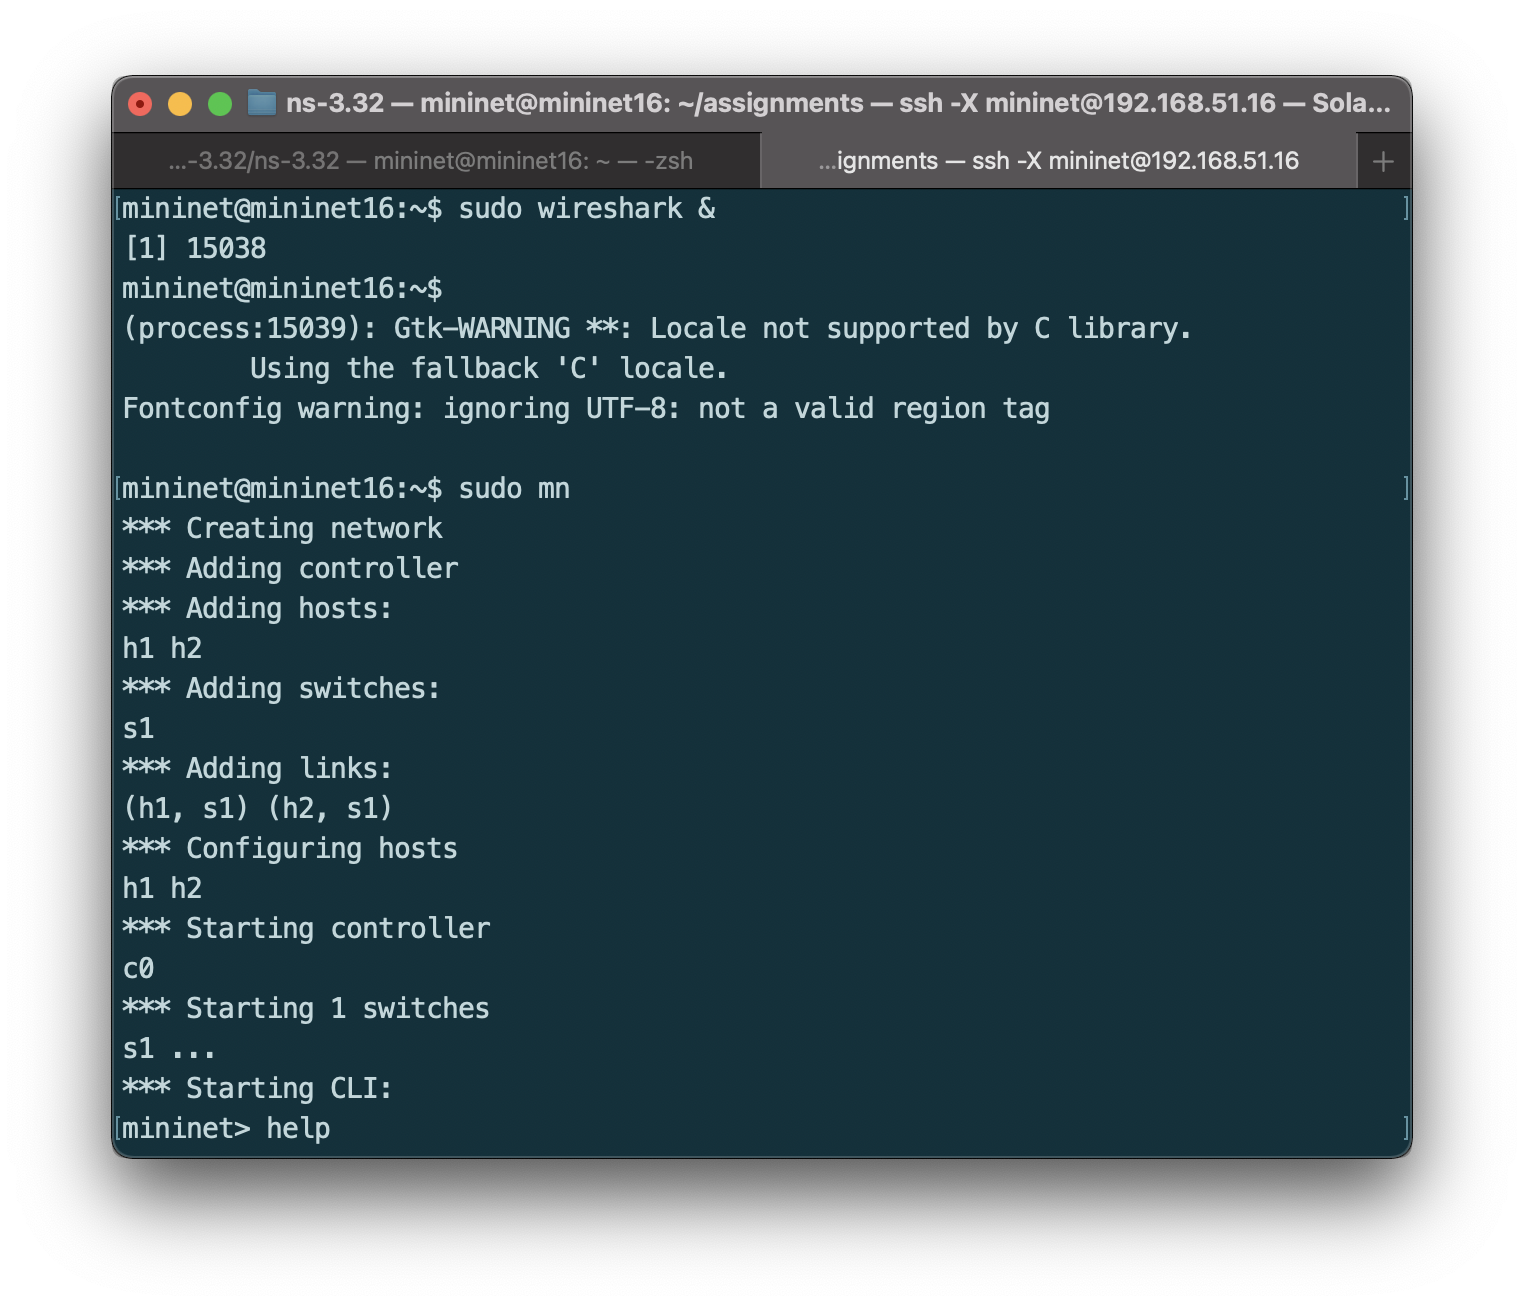 ns-3.32 — mininet@mininet16: ~/assignments — ssh -X mininet@192.168.51.16 — Sola...
...-3.32/ns-3.32 — mininet@mininet16: ~ — -zsh
...ignments — ssh -X mininet@192.168.51.16
+
[mininet@mininet16:~$ sudo wireshark & ]
[1] 15038
mininet@mininet16:~$
(process:15039): Gtk-WARNING **: Locale not supported by C library.
        Using the fallback 'C' locale.
Fontconfig warning: ignoring UTF-8: not a valid region tag
[mininet@mininet16:~$ sudo mn ]
*** Creating network
*** Adding controller
*** Adding hosts:
h1 h2
*** Adding switches:
s1
*** Adding links:
(h1, s1) (h2, s1)
*** Configuring hosts
h1 h2
*** Starting controller
c0
*** Starting 1 switches
s1 ...
*** Starting CLI:
[mininet> help ]